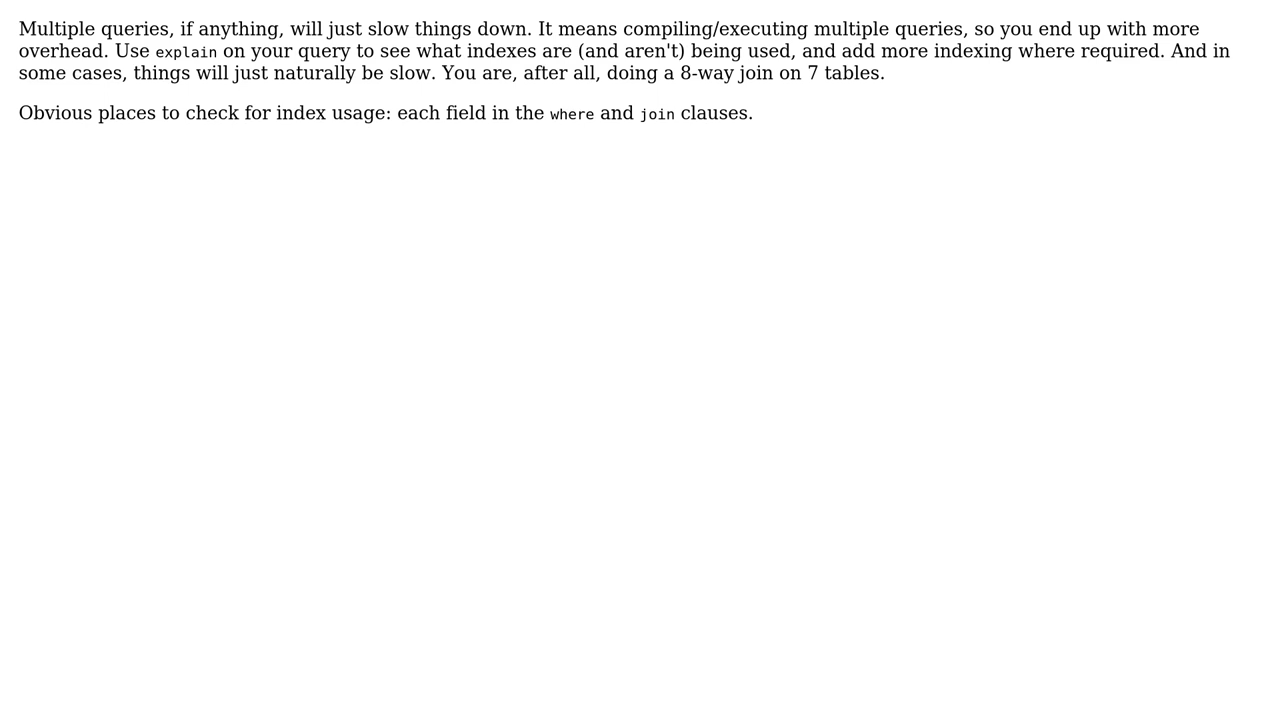 Multiple queries, if anything, will just slow things down. It means compiling/executing multiple queries, so you end up with more
overhead. Use explain on your query to see what indexes are (and aren't) being used, and add more indexing where required. And in
some cases, things will just naturally be slow. You are, after all, doing a 8-way join on 7 tables.
Obvious places to check for index usage: each field in the where and join clauses.